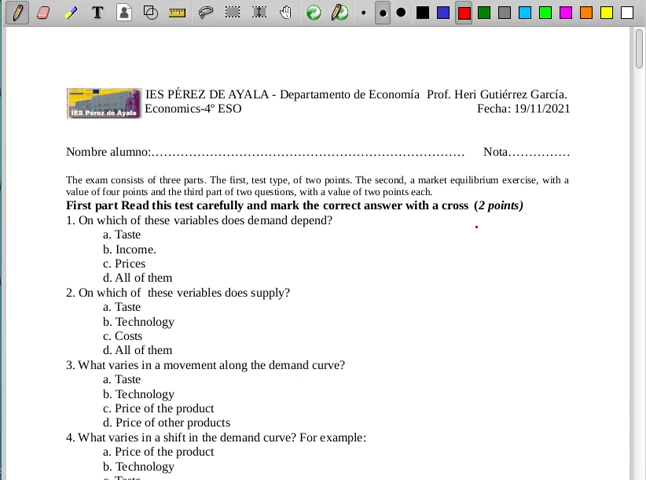 IES PÉREZ DE AYALA - Departamento de Economía Prof. Heri Gutiérrez García.
IES Pérez de Ayala
Economics-4º ESO Fecha: 19/11/2021
Nombre alumno:………………………………………………………………… Nota……………
The exam consists of three parts. The first, test type, of two points. The second, a market equilibrium exercise, with a
value of four points and the third part of two questions, with a value of two points each.
First part Read this test carefully and mark the correct answer with a cross (2 points)
1. On which of these variables does demand depend?
a. Taste
b. Income.
c. Prices
d. All of them
2. On which of these veriables does supply?
a. Taste
b. Technology
c. Costs
d. All of them
3. What varies in a movement along the demand curve?
a. Taste
b. Technology
c. Price of the product
d. Price of other products
4. What varies in a shift in the demand curve? For example:
a. Price of the product
b. Technology
c. Taste